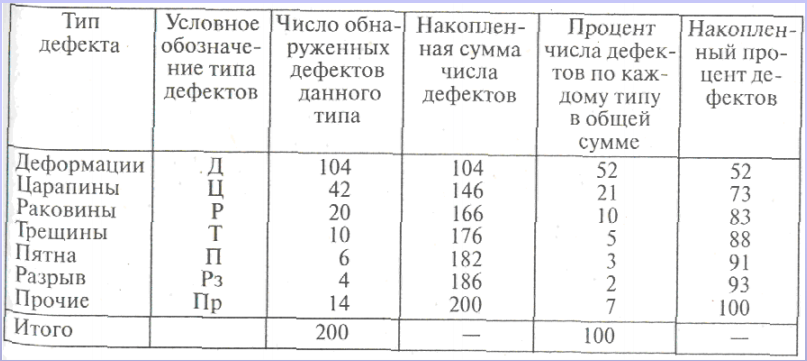 Тип дефекта | Условное обозначе-ние типа дефектов | Число обна-руженных дефектов данного типа | Накоплен-ная сумма числа дефектов | Процент числа дефек-тов по каж-дому типу в общей сумме | Накоплен-ный про-цент де-фектов
Деформации | Д | 104 | 104 | 52 | 52
Царапины | Ц | 42 | 146 | 21 | 73
Раковины | Р | 20 | 166 | 10 | 83
Трещины | Т | 10 | 176 | 5 | 88
Пятна | П | 6 | 182 | 3 | 91
Разрыв | Рз | 4 | 186 | 2 | 93
Прочие | Пр | 14 | 200 | 7 | 100
Итого | | 200 | — | 100 | —